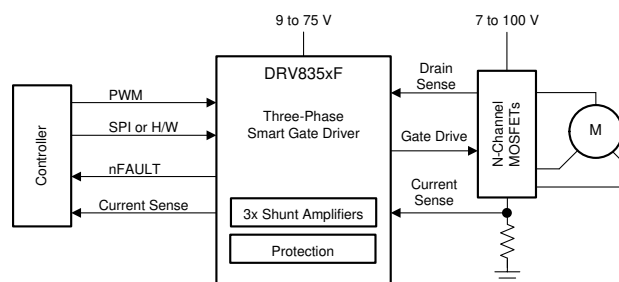 9 to 75 V
7 to 100 V
DRV835xF
Three-Phase
Smart Gate Driver
3x Shunt Amplifiers
Protection
Controller
PWM
SPI or H/W
nFAULT
Current Sense
Drain
Sense
Gate Drive
Current
Sense
N-Channel
MOSFETs
M